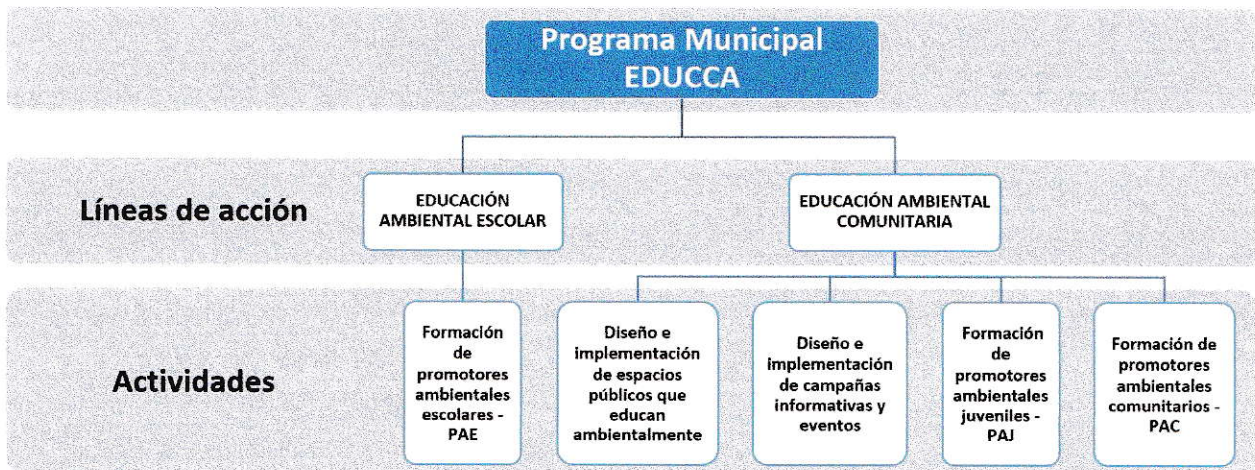 Programa Municipal
EDUCCA
Líneas de acción
EDUCACIÓN
AMBIENTAL ESCOLAR
EDUCACIÓN AMBIENTAL
COMUNITARIA
Actividades
Formación
de
promotores
ambientales
escolares -
PAE
Diseño e
implementación
de espacios
públicos que
educan
ambientalmente
Diseño e
implementación
de campañas
informativas y
eventos
Formación
de
promotores
ambientales
juveniles -
PAJ
Formación de
promotores
ambientales
comunitarios -
PAC